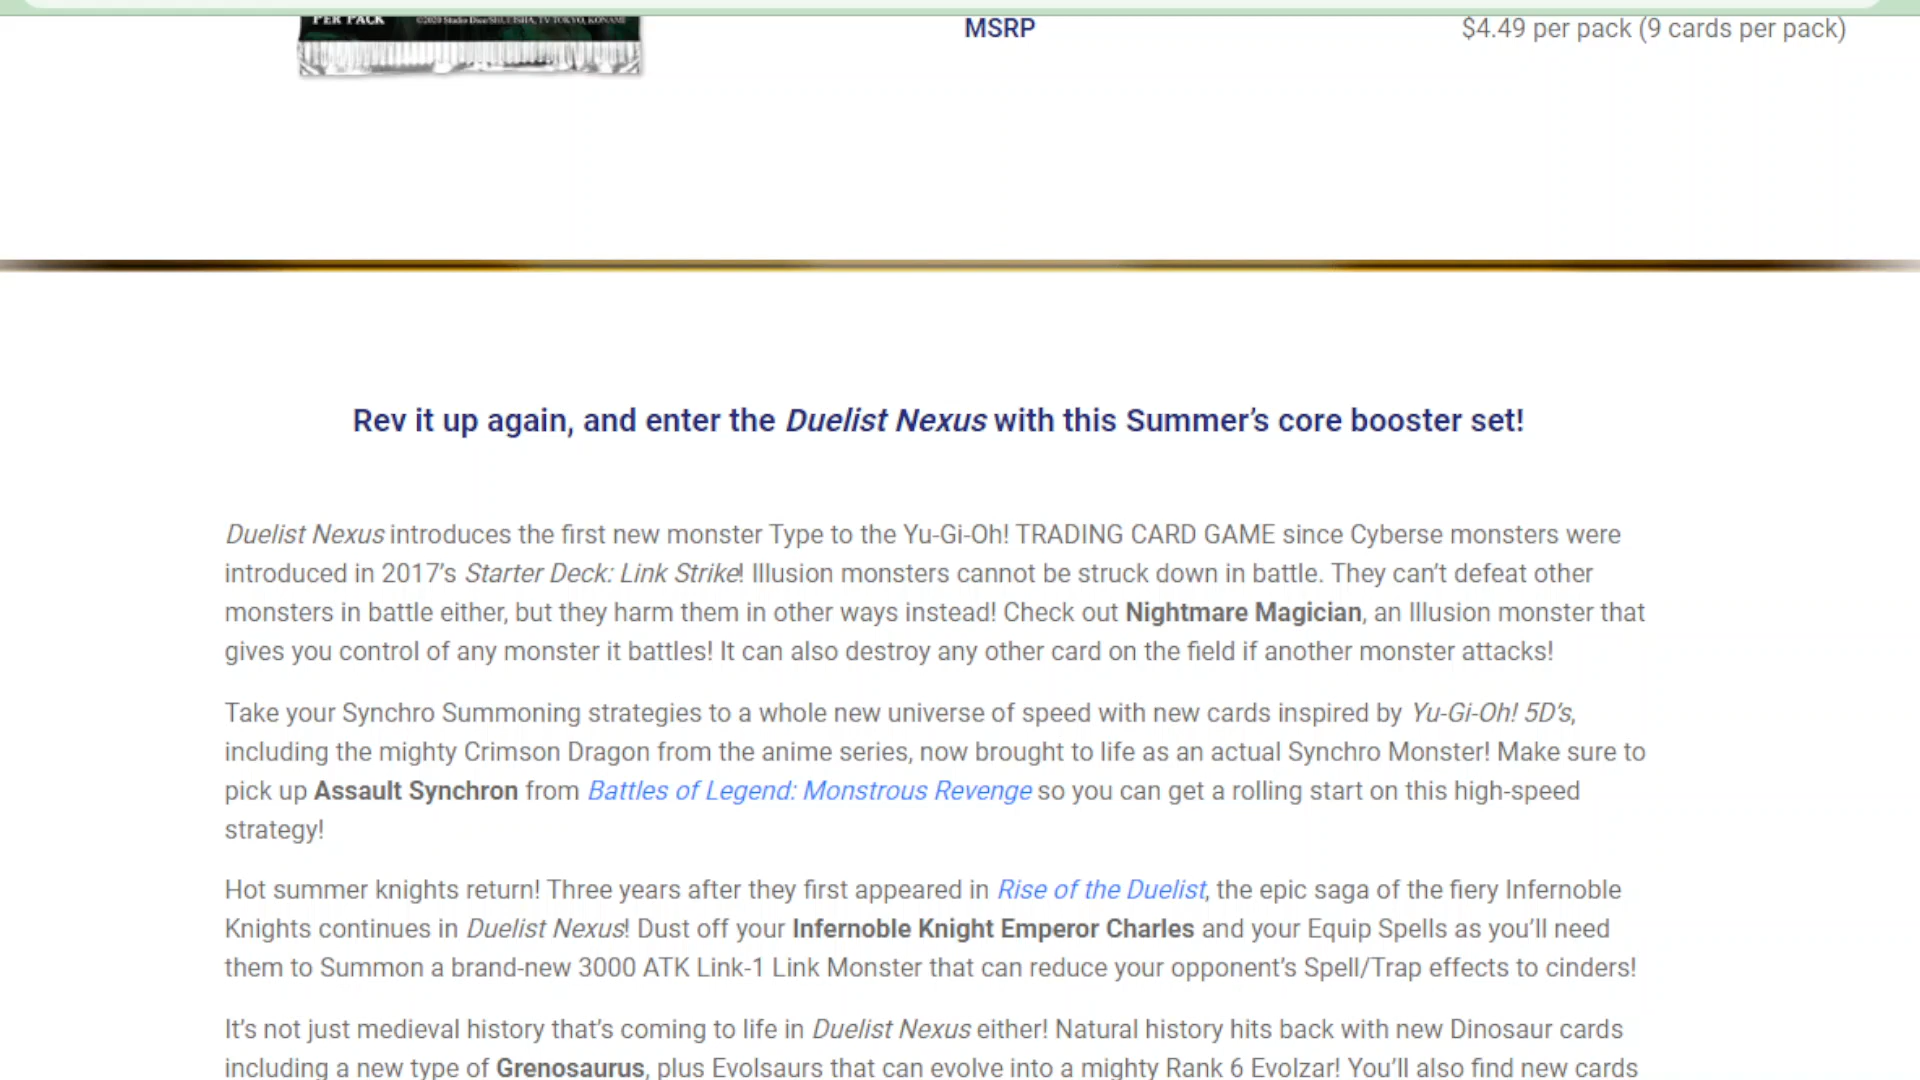 PER PACK
©2020 Studio Dice/SHUEISHA, TV TOKYO, KONAMI
MSRP
$4.49 per pack (9 cards per pack)
Rev it up again, and enter the Duelist Nexus with this Summer’s core booster set!
Duelist Nexus introduces the first new monster Type to the Yu-Gi-Oh! TRADING CARD GAME since Cyberse monsters were
introduced in 2017’s Starter Deck: Link Strike! Illusion monsters cannot be struck down in battle. They can’t defeat other
monsters in battle either, but they harm them in other ways instead! Check out Nightmare Magician, an Illusion monster that
gives you control of any monster it battles! It can also destroy any other card on the field if another monster attacks!
Take your Synchro Summoning strategies to a whole new universe of speed with new cards inspired by Yu-Gi-Oh! 5D’s,
including the mighty Crimson Dragon from the anime series, now brought to life as an actual Synchro Monster! Make sure to
pick up Assault Synchron from Battles of Legend: Monstrous Revenge so you can get a rolling start on this high-speed
strategy!
Hot summer knights return! Three years after they first appeared in Rise of the Duelist, the epic saga of the fiery Infernoble
Knights continues in Duelist Nexus! Dust off your Infernoble Knight Emperor Charles and your Equip Spells as you’ll need
them to Summon a brand-new 3000 ATK Link-1 Link Monster that can reduce your opponent’s Spell/Trap effects to cinders!
It’s not just medieval history that’s coming to life in Duelist Nexus either! Natural history hits back with new Dinosaur cards
including a new type of Grenosaurus, plus Evolsaurs that can evolve into a mighty Rank 6 Evolzar! You’ll also find new cards